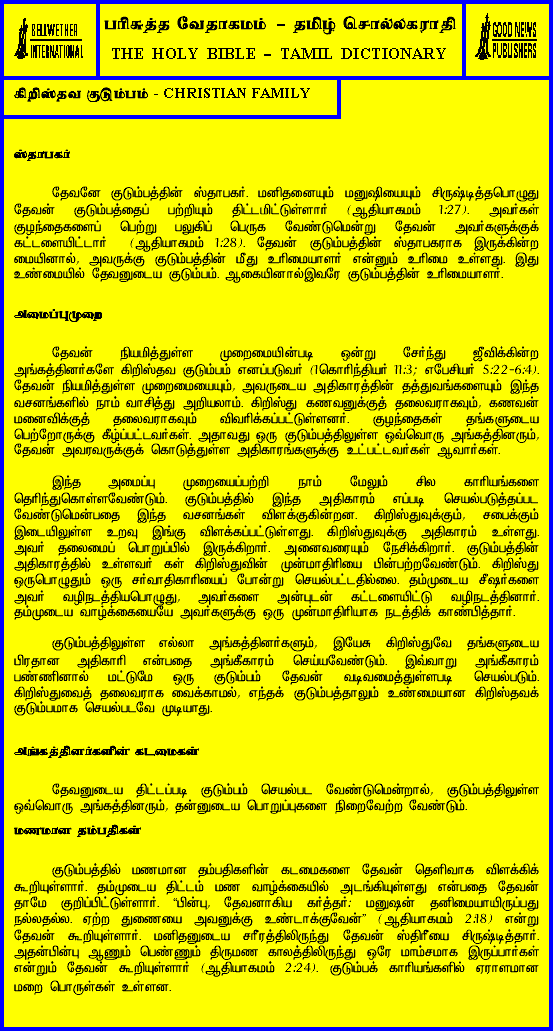 BELLWETHER
INTERNATIONAL
பரிசுத்த வேதாகமம் – தமிழ் சொல்லகராதி
THE HOLY BIBLE – TAMIL DICTIONARY
GOOD NEWS
PUBLISHERS
கிறிஸ்தவ குடும்பம் - CHRISTIAN FAMILY
ஸ்தாபகர்
தேவனே குடும்பத்தின் ஸ்தாபகர். மனிதனையும் மனுஷியையும் சிருஷ்டித்தபொழுது
தேவன் குடும்பத்தைப் பற்றியும் திட்டமிட்டுள்ளார் (ஆதியாகமம் 1:27). அவர்கள்
குழந்தைகளைப் பெற்று பலுகிப் பெருக வேண்டுமென்று தேவன் அவர்களுக்குக்
கட்டளையிட்டார் (ஆதியாகமம் 1:28). தேவன் குடும்பத்தின் ஸ்தாபகராக இருக்கின்ற
மையினால், அவருக்கு குடும்பத்தின் மீது உரிமையாளர் என்னும் உரிமை உள்ளது. இது
உண்மையில் தேவனுடைய குடும்பம். ஆகையினால்இவரே குடும்பத்தின் உரிமையாளர்.
அமைப்புமுறை
தேவன் நியமித்துள்ள முறைமையின்படி ஒன்று சேர்ந்து ஜீவிக்கின்ற
அங்கத்தினர்களே கிறிஸ்தவ குடும்பம் எனப்படுவர் (1கொரிந்தியர் 11:3; எபேசியர் 5:22-6:4).
தேவன் நியமித்துள்ள முறைமையையும், அவருடைய அதிகாரத்தின் தத்துவங்களையும் இந்த
வசனங்களில் நாம் வாசித்து அறியலாம். கிறிஸ்து கணவனுக்குத் தலைவராகவும், கணவன்
மனைவிக்குத் தலைவராகவும் விவரிக்கப்பட்டுள்ளனர். குழந்தைகள் தங்களுடைய
பெற்றோருக்கு கீழ்ப்பட்டவர்கள். அதாவது ஒரு குடும்பத்திலுள்ள ஒவ்வொரு அங்கத்தினரும்,
தேவன் அவரவருக்குக் கொடுத்துள்ள அதிகாரங்களுக்கு உட்பட்டவர்கள் ஆவார்கள்.
இந்த அமைப்பு முறையைப்பற்றி நாம் மேலும் சில காரியங்களை
தெரிந்துகொள்ளவேண்டும். குடும்பத்தில் இந்த அதிகாரம் எப்படி செயல்படுத்தப்பட
வேண்டுமென்பதை இந்த வசனங்கள் விளக்குகின்றன. கிறிஸ்துவுக்கும், சபைக்கும்
இடையிலுள்ள உறவு இங்கு விளக்கப்பட்டுள்ளது. கிறிஸ்துவுக்கு அதிகாரம் உள்ளது.
அவர் தலைமைப் பொறுப்பில் இருக்கிறார். அனைவரையும் நேசிக்கிறார். குடும்பத்தின்
அதிகாரத்தில் உள்ளவர் கள் கிறிஸ்துவின் முன்மாதிரியை பின்பற்றவேண்டும். கிறிஸ்து
ஒருபொழுதும் ஒரு சர்வாதிகாரியைப் போன்று செயல்பட்டதில்லை. தம்முடைய சீஷர்களை
அவர் வழிநடத்தியபொழுது, அவர்களை அன்புடன் கட்டளையிட்டு வழிநடத்தினார்.
தம்முடைய வாழ்க்கையையே அவர்களுக்கு ஒரு முன்மாதிரியாக நடத்திக் காண்பித்தார்.
குடும்பத்திலுள்ள எல்லா அங்கத்தினர்களும், இயேசு கிறிஸ்துவே தங்களுடைய
பிரதான அதிகாரி என்பதை அங்கீகாரம் செய்யவேண்டும். இவ்வாறு அங்கீகாரம்
பண்ணினால் மட்டுமே ஒரு குடும்பம் தேவன் வடிவமைத்துள்ளபடி செயல்படும்.
கிறிஸ்துவைத் தலைவராக வைக்காமல், எந்தக் குடும்பத்தாலும் உண்மையான கிறிஸ்தவக்
குடும்பமாக செயல்படவே முடியாது.
அங்கத்தினர்களின் கடமைகள்
தேவனுடைய திட்டப்படி குடும்பம் செயல்பட வேண்டுமென்றால், குடும்பத்திலுள்ள
ஒவ்வொரு அங்கத்தினரும், தன்னுடைய பொறுப்புகளை நிறைவேற்ற வேண்டும்.
மணமான தம்பதிகள்
குடும்பத்தில் மணமான தம்பதிகளின் கடமைகளை தேவன் தெளிவாக விளக்கிக்
கூறியுள்ளார். தம்முடைய திட்டம் மண வாழ்க்கையில் அடங்கியுள்ளது என்பதை தேவன்
தாமே குறிப்பிட்டுள்ளார். “பின்பு, தேவனாகிய கர்த்தர்: மனுஷன் தனிமையாயிருப்பது
நல்லதல்ல. ஏற்ற துணையை அவனுக்கு உண்டாக்குவேன்” (ஆதியாகமம் 2:18) என்று
தேவன் கூறியுள்ளார். மனிதனுடைய சரீரத்திலிருந்து தேவன் ஸ்திரீயை சிருஷ்டித்தார்.
அதன்பின்பு ஆணும் பெண்ணும் திருமண காலத்திலிருந்து ஒரே மாம்சமாக இருப்பார்கள்
என்றும் தேவன் கூறியுள்ளார் (ஆதியாகமம் 2:24). குடும்பக் காரியங்களில் ஏராளமான
மறை பொருள்கள் உள்ளன.